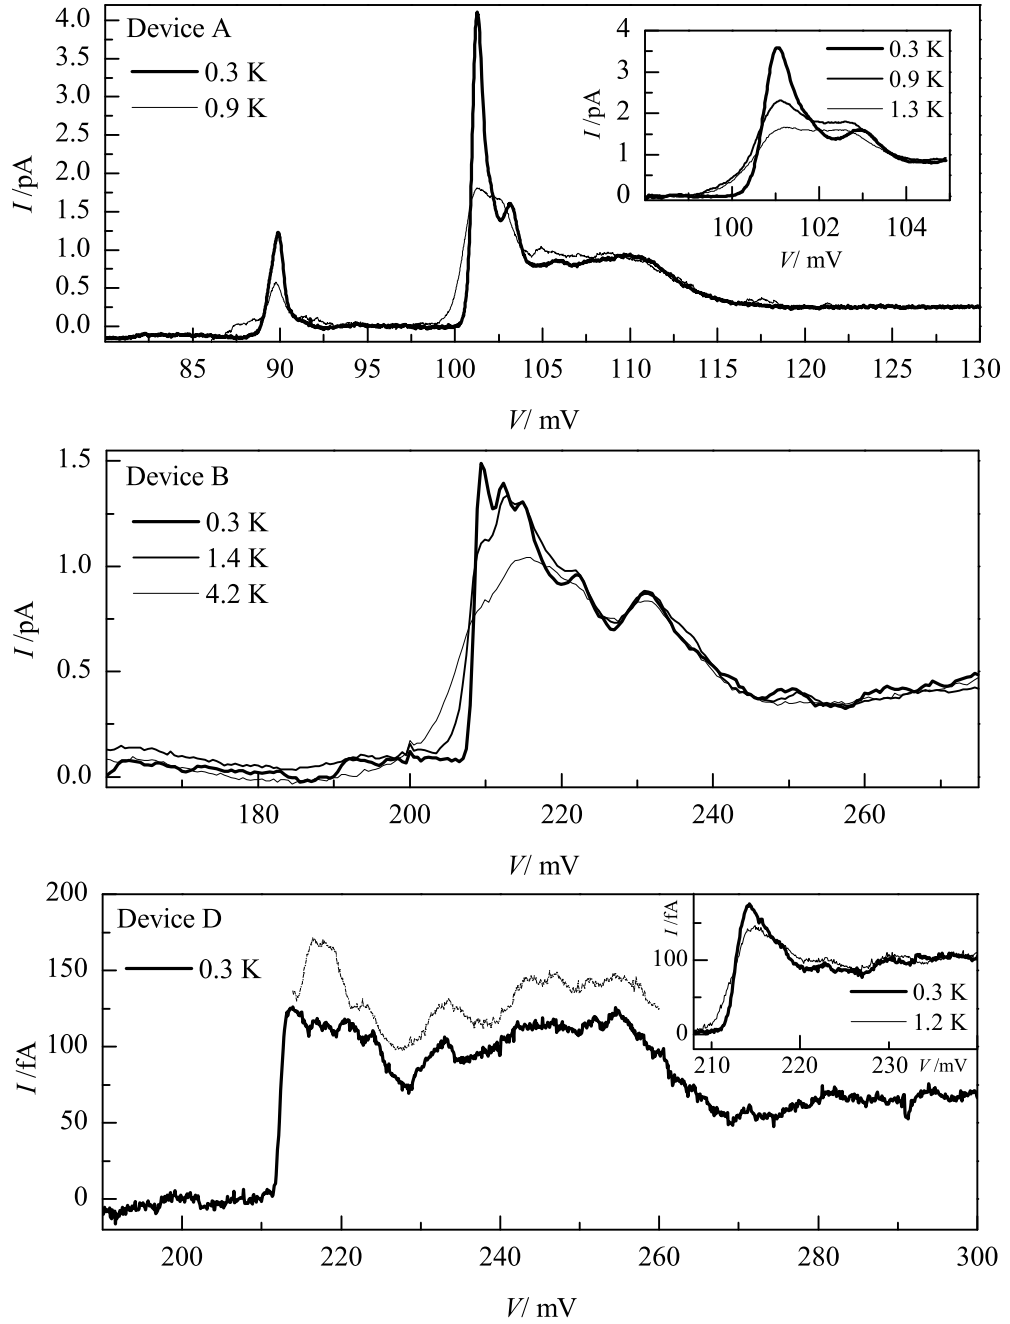 Device A
0.3 K
0.9 K
4.0
3.5
3.0
2.5
2.0
1.5
1.0
0.5
0.0
I /pA
85 90 95 100 105 110 115 120 125 130
V/ mV
0.3 K
0.9 K
1.3 K
4
3
2
1
0
I /pA
100 102 104
V/ mV
Device B
0.3 K
1.4 K
4.2 K
1.5
1.0
0.5
0.0
I /pA
180 200 220 240 260
V/ mV
Device D
0.3 K
200
150
100
50
0
I /fA
200 220 240 260 280 300
V/ mV
I /fA
100
0
0.3 K
1.2 K
210 220 230 V /mV